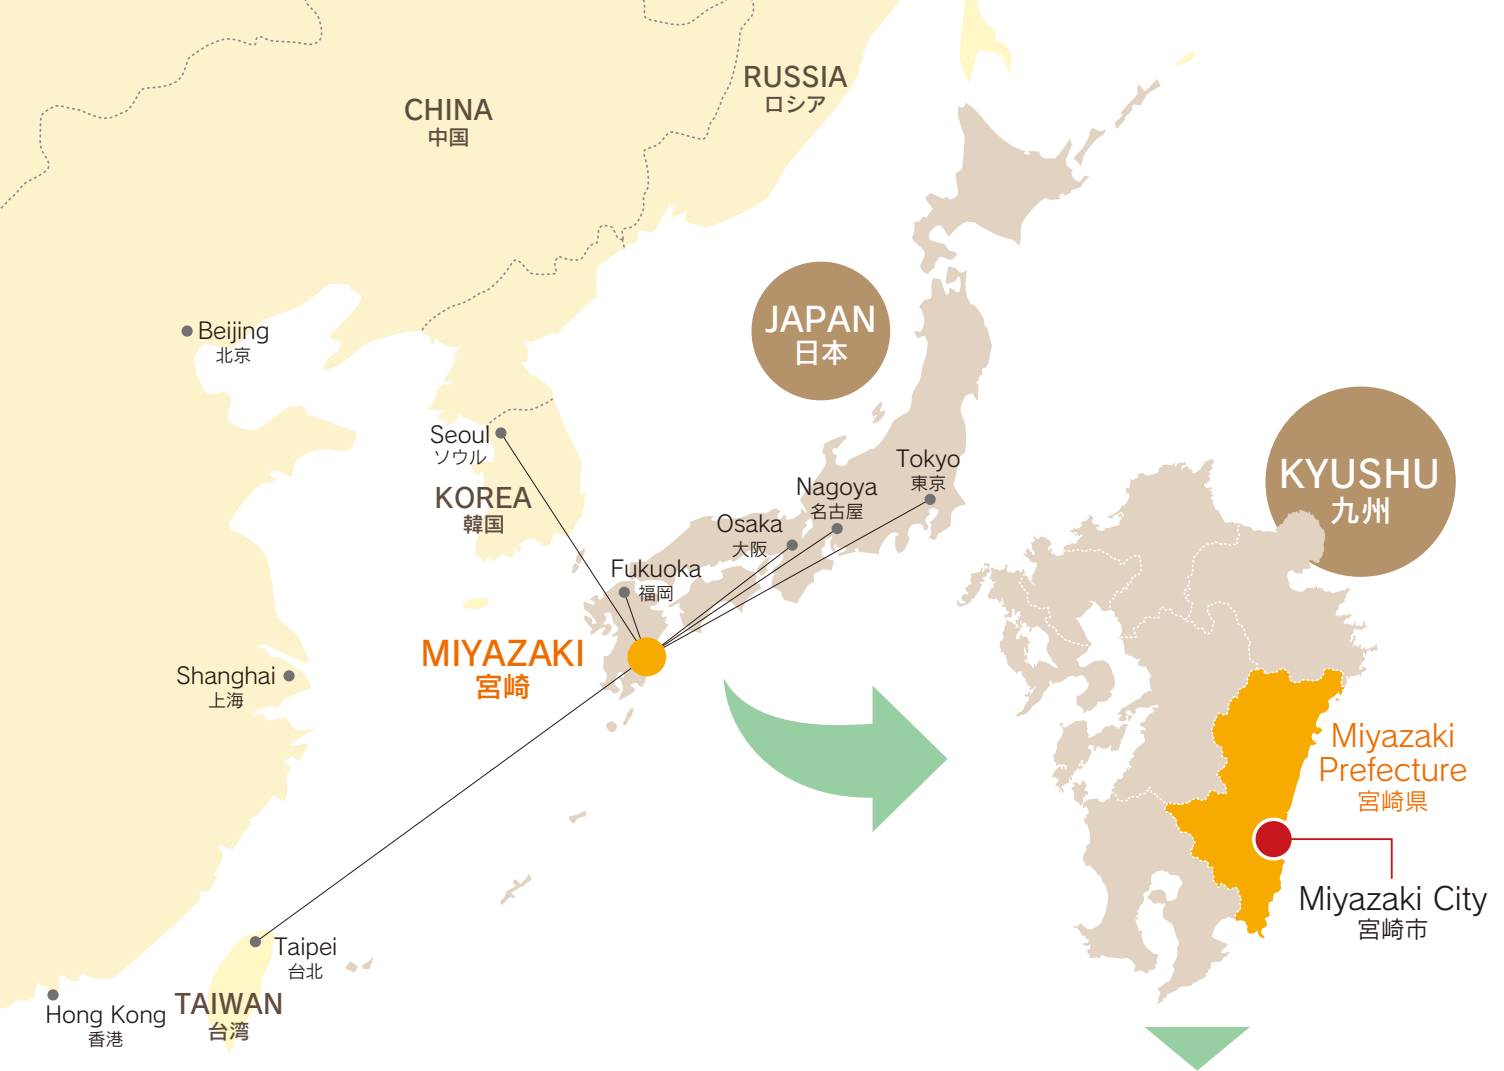 RUSSIA
ロシア
CHINA
中国
JAPAN
日本
Beijing
北京
Seoul
ソウル
KOREA
韓国
Tokyo
東京
Nagoya
名古屋
Osaka
大阪
Fukuoka
福岡
KYUSHU
九州
MIYAZAKI
宮崎
Shanghai
上海
Miyazaki
Prefecture
宮崎県
Miyazaki City
宮崎市
Taipei
台北
TAIWAN
台湾
Hong Kong
香港